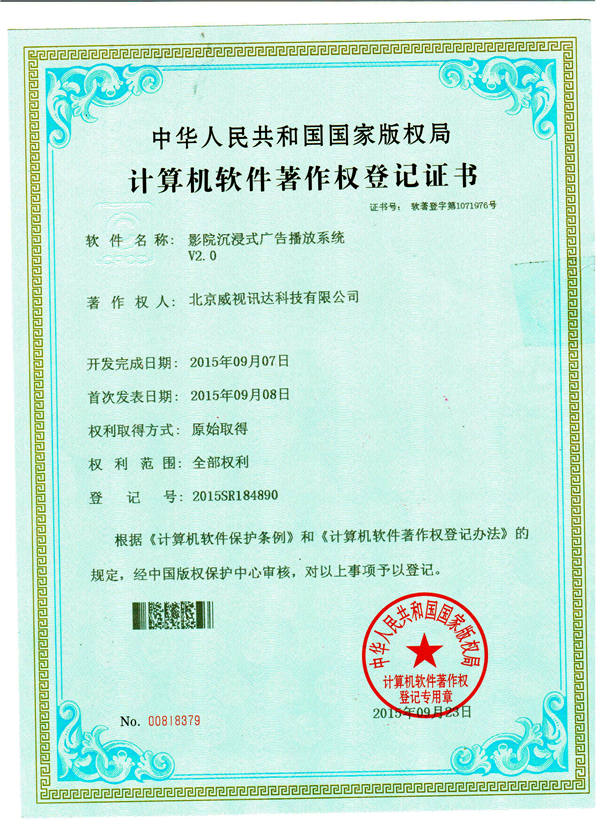 中华人民共和国国家版权局
计算机软件著作权登记证书
证书号： 软著登字第1071976号
软件名称： 影院沉浸式广告播放系统
V2.0
CPCC
著作权人： 北京威视讯达科技有限公司
开发完成日期： 2015年09月07日
首次发表日期： 2015年09月08日
权利取得方式： 原始取得
权利范围： 全部权利
登记号： 2015SR184890
根据《计算机软件保护条例》和《计算机软件著作权登记办法》的
规定，经中国版权保护中心审核，对以上事项予以登记。
中华人民共和国国家版权局
计算机软件著作权
登记专用章
2015年09月23日
No. 00818379